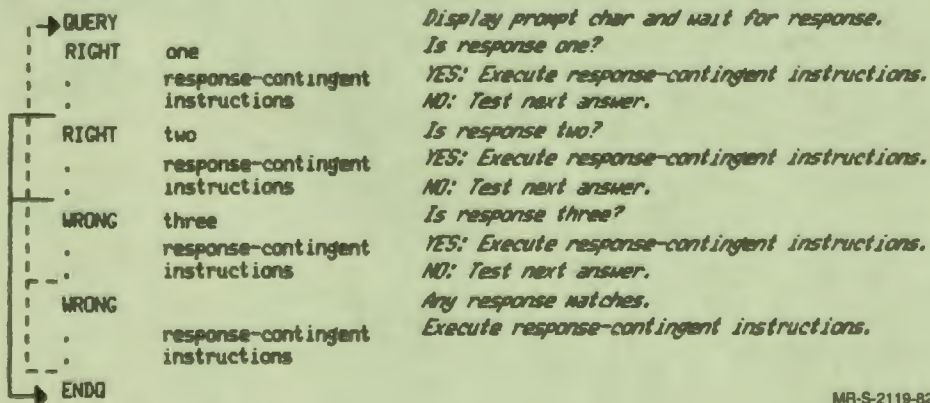 QUERY Display prompt char and wait for response.
RIGHT one Is response one?
. response-contingent YES: Execute response-contingent instructions.
. instructions NO: Test next answer.
RIGHT two Is response two?
. response-contingent YES: Execute response-contingent instructions.
. instructions NO: Test next answer.
WRONG three Is response three?
. response-contingent YES: Execute response-contingent instructions.
. instructions NO: Test next answer.
WRONG Any response matches.
. response-contingent Execute response-contingent instructions.
. instructions
ENDQ
MR-S-2119-82